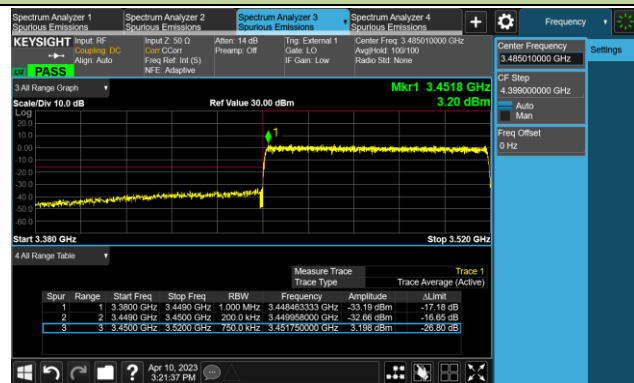 Spectrum Analyzer 1
Spurious Emissions
Spectrum Analyzer 2
Spurious Emissions
Spectrum Analyzer 3
Spurious Emissions
Spectrum Analyzer 4
Spurious Emissions
+
Frequency
KEYSIGHT
Input: RF
Coupling: DC
Align: Auto
Input Z: 50 Ω
Corr CCorr
Freq Ref: Int (S)
NFE: Adaptive
Atten: 14 dB
Preamp: Off
Trig: External 1
Gate: LO
IF Gain: Low
Center Freq: 3.485010000 GHz
Avg|Hold: 100/100
Radio Std: None
PASS
Center Frequency
3.485010000 GHz
Settings
CF Step
4.399000000 GHz
Auto
Man
Freq Offset
0 Hz
3 All Range Graph
Mkr1 3.4518 GHz
Scale/Div 10.0 dB
Ref Value 30.00 dBm
3.20 dBm
Log
20.0
10.0
0.00
-10.0
-20.0
-30.0
-40.0
-50.0
-60.0
1
Start 3.380 GHz
Stop 3.520 GHz
4 All Range Table
Measure Trace Trace 1
Trace Type Trace Average (Active)
Spur Range Start Freq Stop Freq RBW Frequency Amplitude ΔLimit
1 1 3.3800 GHz 3.4490 GHz 1.000 MHz 3.448463333 GHz -33.19 dBm -17.18 dB
2 2 3.4490 GHz 3.4500 GHz 200.0 kHz 3.449958000 GHz -32.66 dBm -16.65 dB
3 3 3.4500 GHz 3.5200 GHz 750.0 kHz 3.451750000 GHz 3.198 dBm -26.80 dB
?
Apr 10, 2023
3:21:37 PM